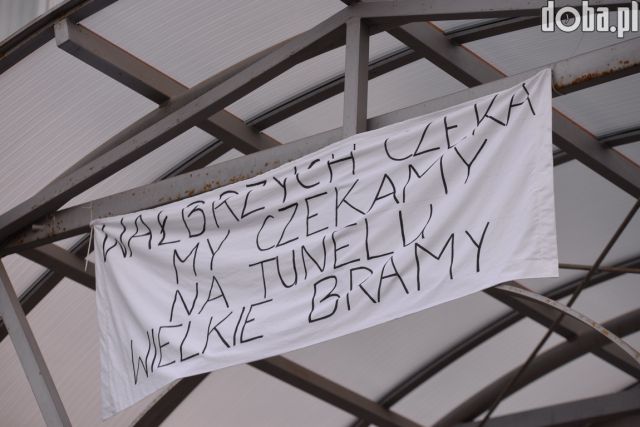 doba.pl
WAŁBRZYCH CZEKA
MY CZEKAMY
NA TUNELU
WIELKIE BRAMY